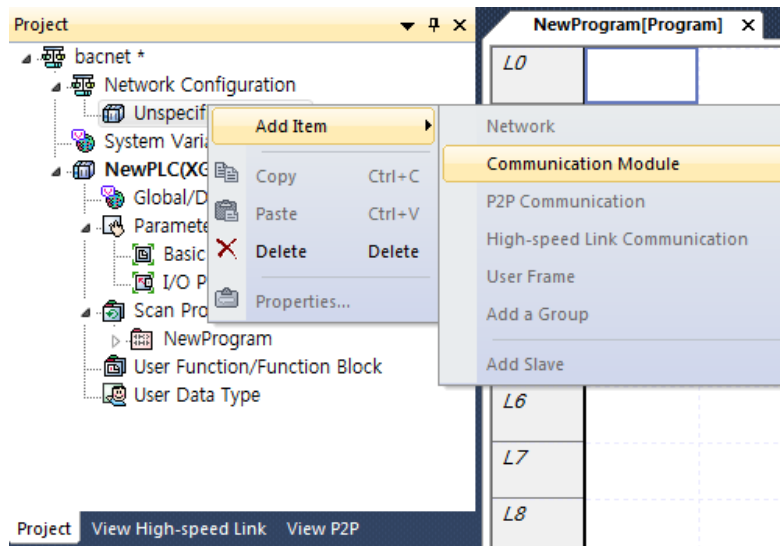 Project
NewProgram[Program]
bacnet *
Network Configuration
Unspecif
System Vari
NewPLC(XG
Global/D
Paramete
Basic
I/O P
Scan Pro
NewProgram
User Function/Function Block
User Data Type
Add Item
Copy Ctrl+C
Paste Ctrl+V
Delete Delete
Properties...
Network
Communication Module
P2P Communication
High-speed Link Communication
User Frame
Add a Group
Add Slave
L0
L6
L7
L8
Project View High-speed Link View P2P